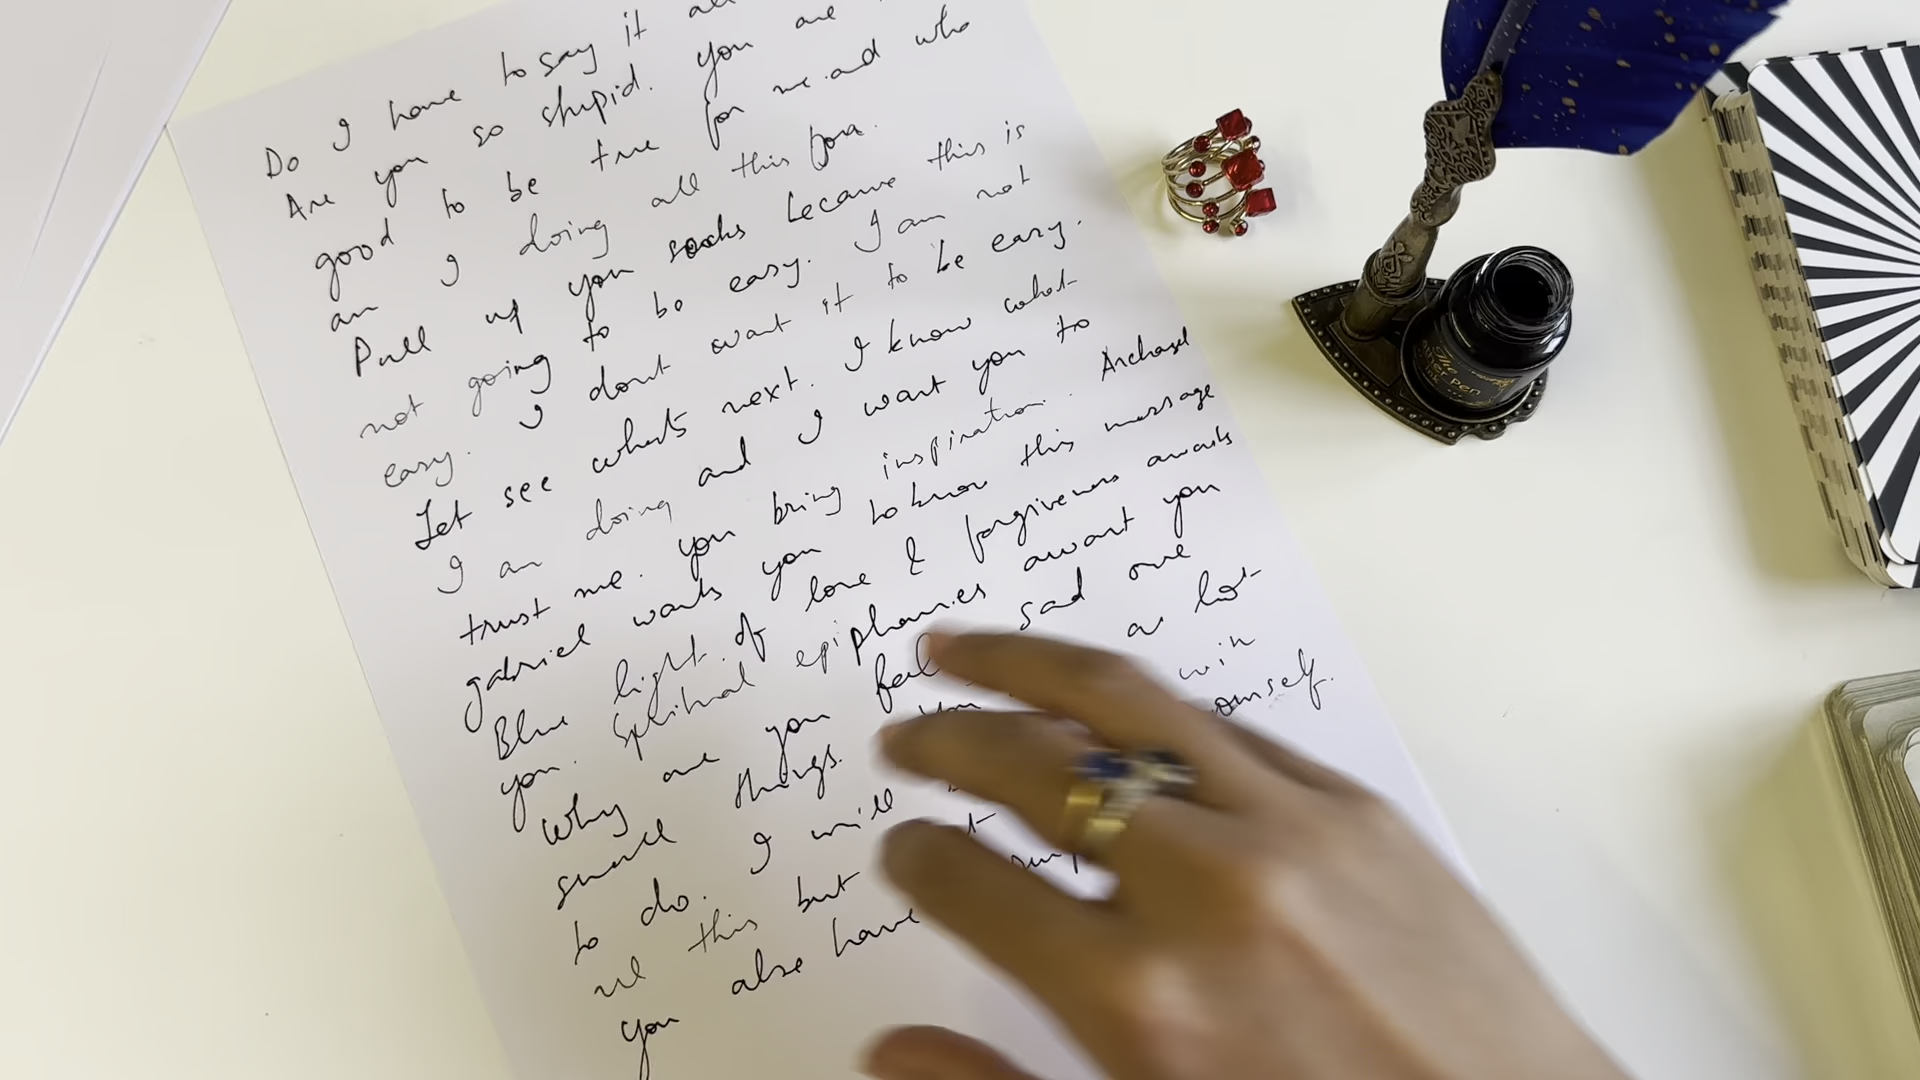 Do I have to say it
Are you so stupid. You are
good to be true for me and who
am I doing all this for.
Pull up you socks because this is
not going to be easy. I am not
easy. I dont want it to be easy.
Let see whats next. I know what
I am doing and I want you to
trust me. you bring inspiration. Archangel
gabriel wants you to know this message
Blue light of love & forgiveness awaits
you. Spiritual epiphanies await you
Why are you sad one
small things. You a lot
to do. I will win
this but yourself.
you also have